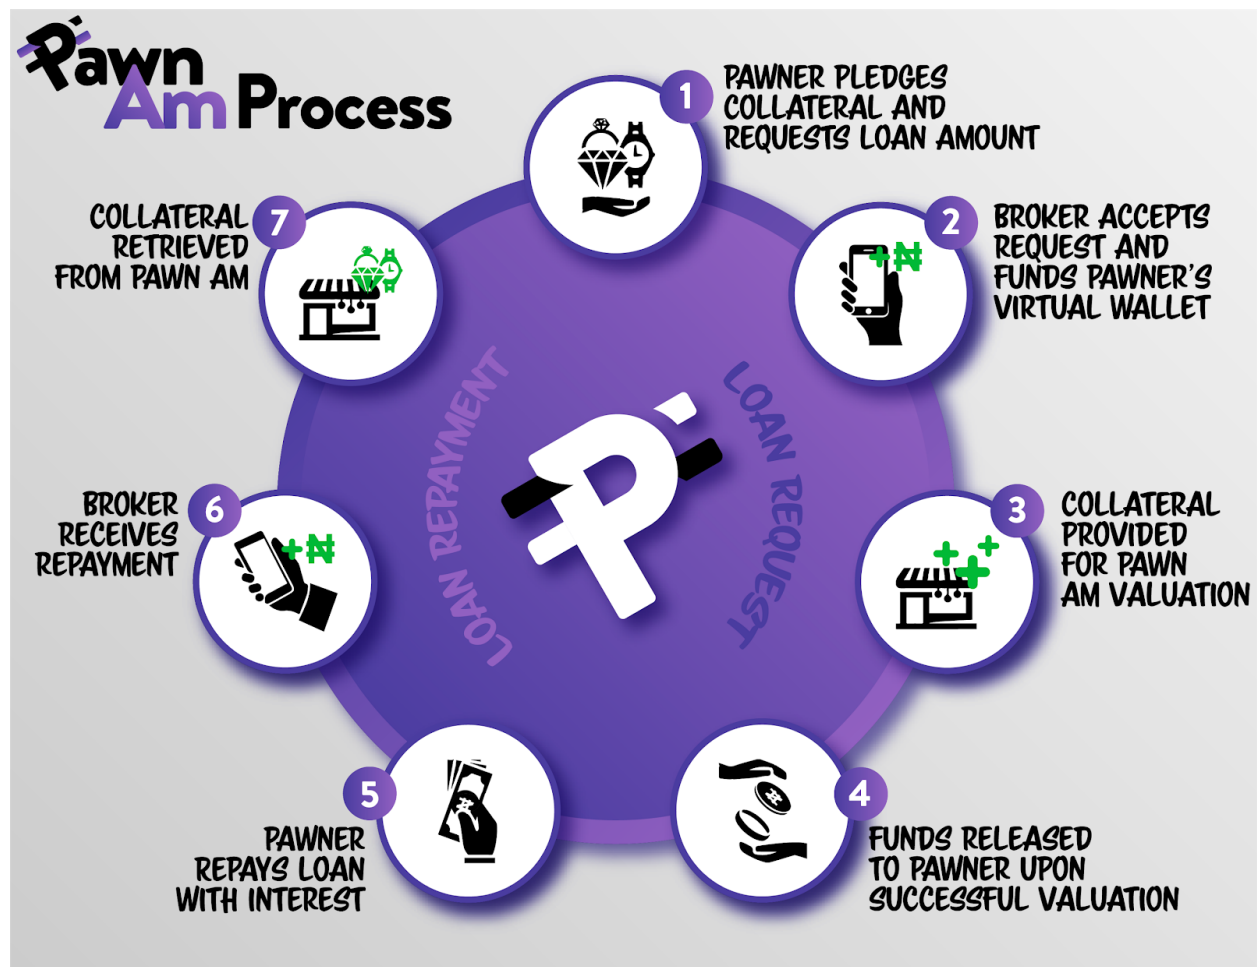 Pawn
Am Process
1
PAWNER PLEDGES
COLLATERAL AND
REQUESTS LOAN AMOUNT
2
BROKER ACCEPTS
REQUEST AND
FUNDS PAWNER'S
VIRTUAL WALLET
3
COLLATERAL
PROVIDED
FOR PAWN
AM VALUATION
4
FUNDS RELEASED
TO PAWNER UPON
SUCCESSFUL VALUATION
5
PAWNER
REPAYS LOAN
WITH INTEREST
6
BROKER
RECEIVES
REPAYMENT
7
COLLATERAL
RETRIEVED
FROM PAWN AM
LOAN REPAYMENT
LOAN REQUEST
+₦
+₦